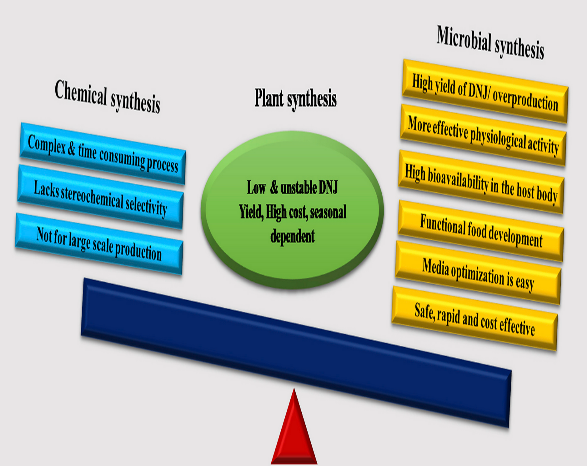 Chemical synthesis
Complex & time consuming process
Lacks stereochemical selectivity
Not for large scale production
Plant synthesis
Low & unstable DNJ
Yield, High cost, seasonal
dependent
Microbial synthesis
High yield of DNJ/ overproduction
More effective physiological activity
High bioavailability in the host body
Functional food development
Media optimization is easy
Safe, rapid and cost effective